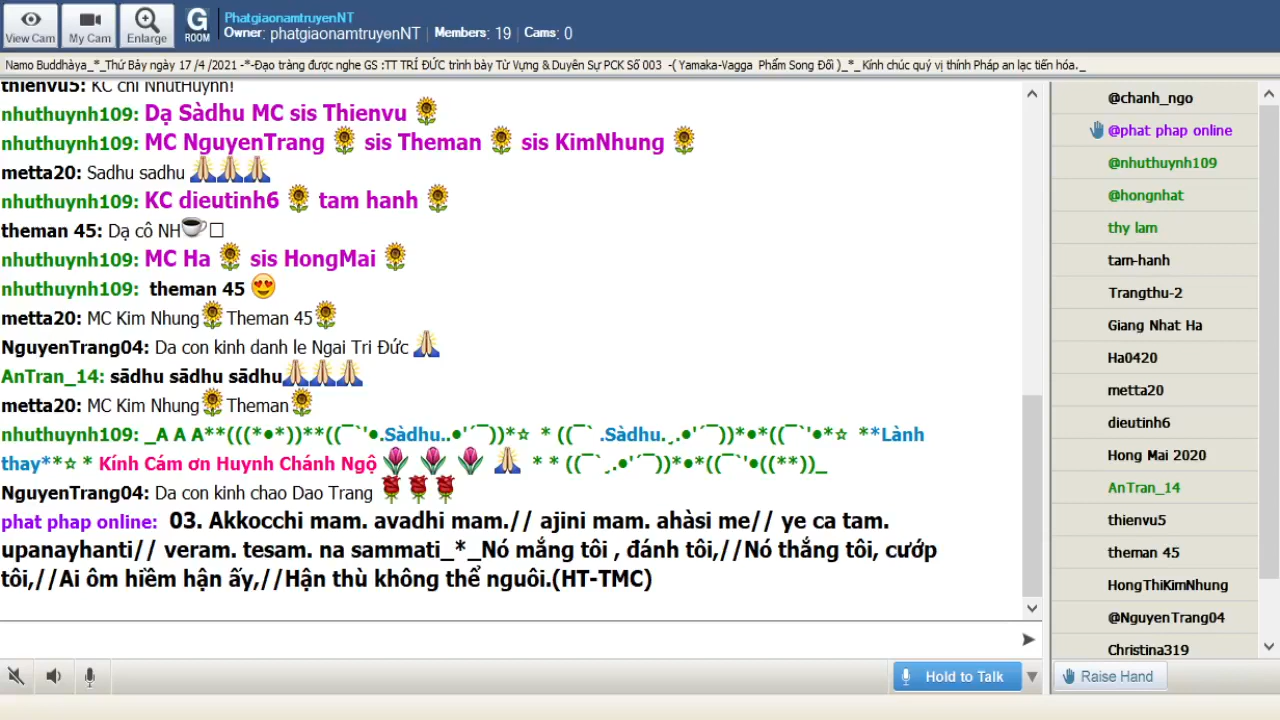 View Cam
My Cam
Enlarge
G
ROOM
PhatgiaonamtruyenNT
Owner: phatgiaonamtruyenNT | Members: 19 | Cams: 0
Namo Buddhàya_*_Thứ Bảy ngày 17 /4 /2021 -*-Đạo tràng được nghe GS :TT TRÍ ĐỨC trình bày Từ Vựng & Duyên Sự PCK Số 003 -( Yamaka-Vagga Phẩm Song Đối )_*_Kính chúc quý vị thính Pháp an lạc tiến hóa._
thienvu5: KC chi NhutHuynh!
nhuthuynh109: Dạ Sàdhu MC sis Thienvu 🌻
nhuthuynh109: MC NguyenTrang 🌻 sis Theman 🌻 sis KimNhung 🌻
metta20: Sadhu sadhu 🙏🙏🙏
nhuthuynh109: KC dieutinh6 🌻 tam hanh 🌻
theman 45: Dạ cô NH☕□
nhuthuynh109: MC Ha 🌻 sis HongMai 🌻
nhuthuynh109: theman 45 😍
metta20: MC Kim Nhung🌻Theman 45🌻
NguyenTrang04: Da con kinh danh le Ngai Tri Đức 🙏
AnTran_14: sādhu sādhu sādhu🙏🙏🙏
metta20: MC Kim Nhung🌻Theman🌻
nhuthuynh109: _A A A**(((*•*))**((¯`'•.Sàdhu..•'´¯))*☆ * ((¯` .Sàdhu.¸.•'´¯))*•*((¯`'•*☆ **Lành
thay**☆ * Kính Cám ơn Huynh Chánh Ngộ 🌷 🌷 🌷 🙏 * * ((¯`¸.•'´¯))*•*((¯`'•((**))_
NguyenTrang04: Da con kinh chao Dao Trang 🌹🌹🌹
phat phap online: 03. Akkocchi mam. avadhi mam.// ajini mam. ahàsi me// ye ca tam.
upanayhanti// veram. tesam. na sammati_*_Nó mắng tôi , đánh tôi,//Nó thắng tôi, cướp
tôi,//Ai ôm hiềm hận ấy,//Hận thù không thể nguôi.(HT-TMC)
Hold to Talk
@chanh_ngo
@phat phap online
@nhuthuynh109
@hongnhat
thy lam
tam-hanh
Trangthu-2
Giang Nhat Ha
Ha0420
metta20
dieutinh6
Hong Mai 2020
AnTran_14
thienvu5
theman 45
HongThiKimNhung
@NguyenTrang04
Christina319
Raise Hand